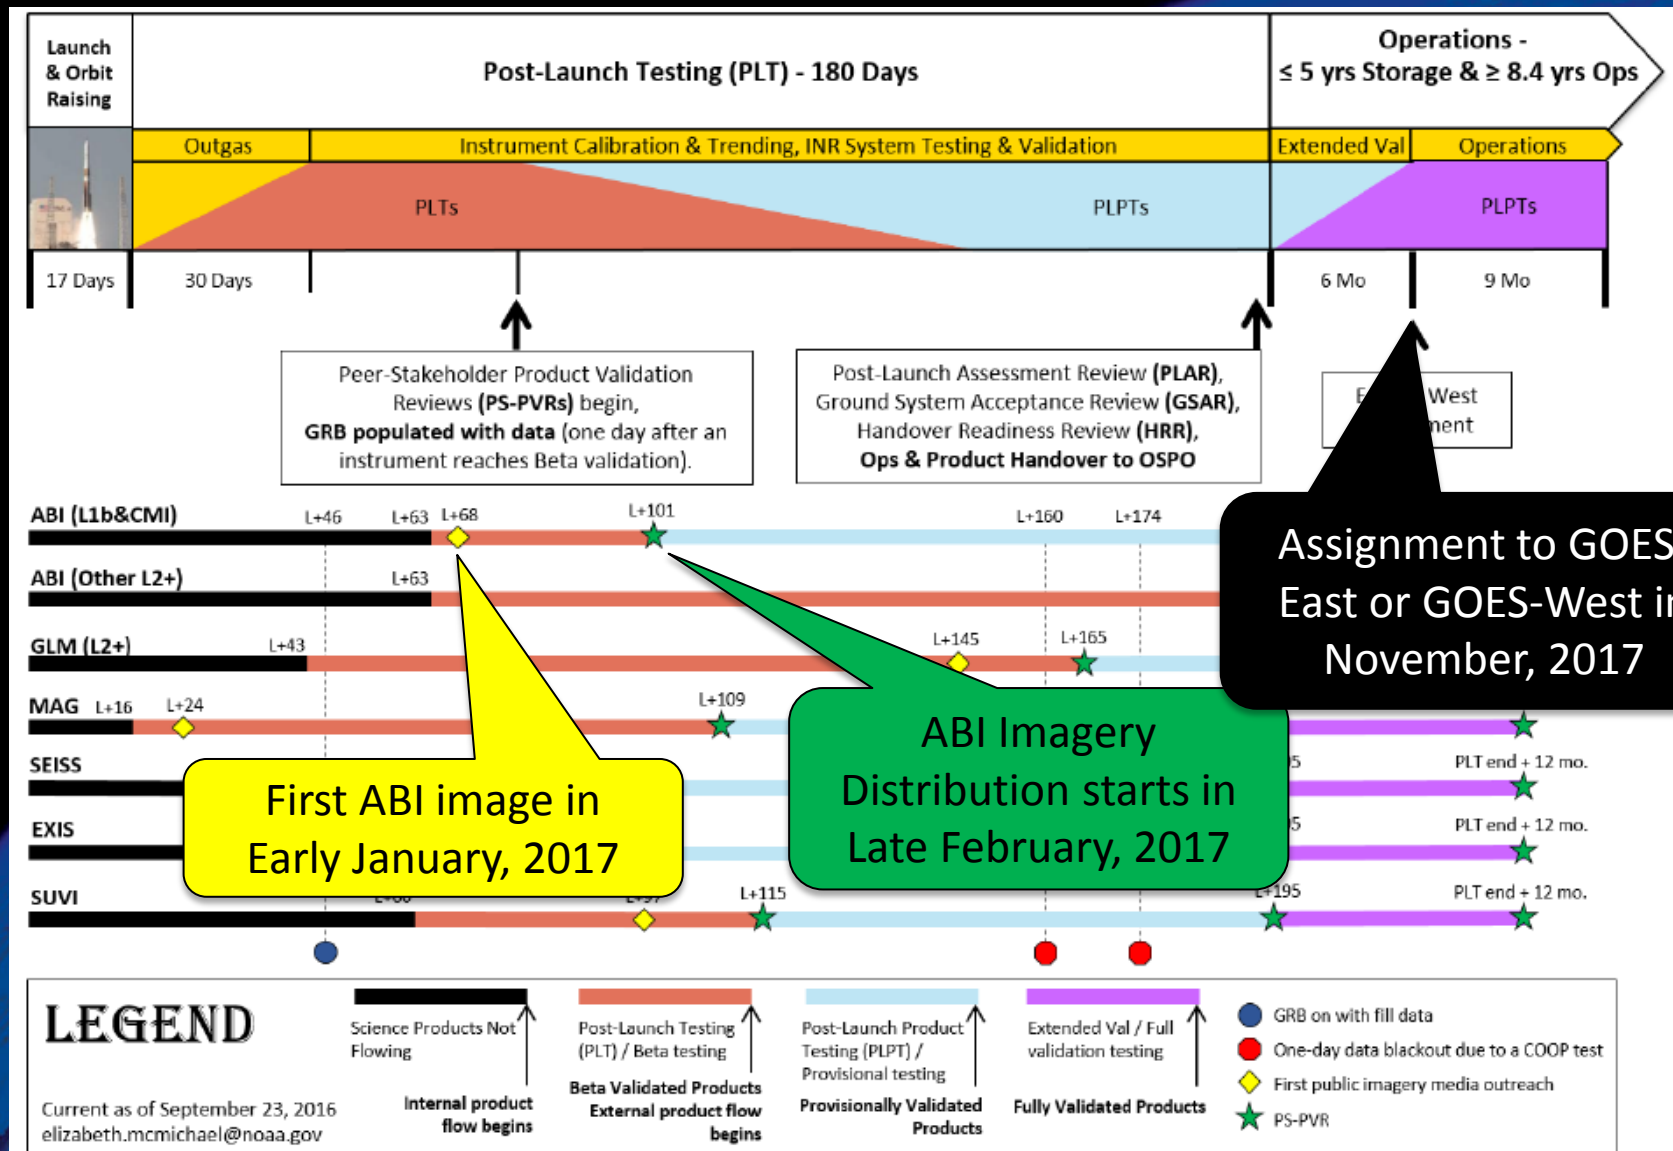 Launch
& Orbit
Raising
Post-Launch Testing (PLT) - 180 Days
Operations -
≤ 5 yrs Storage & ≥ 8.4 yrs Ops
Outgas
Instrument Calibration & Trending, INR System Testing & Validation
Extended Val
Operations
PLTs
PLPTs
PLPTs
17 Days
30 Days
6 Mo
9 Mo
Peer-Stakeholder Product Validation
Reviews (PS-PVRs) begin,
GRB populated with data (one day after an
instrument reaches Beta validation).
Post-Launch Assessment Review (PLAR),
Ground System Acceptance Review (GSAR),
Handover Readiness Review (HRR),
Ops & Product Handover to OSPO
West
Assignment to GOES
East or GOES-West in
November, 2017
ABI (L1b&CMI)
L+46
L+63
L+68
L+101
L+160
L+174
ABI (Other L2+)
L+63
GLM (L2+)
L+43
L+145
L+165
MAG
L+16
L+24
L+109
First ABI image in
Early January, 2017
ABI Imagery
Distribution starts in
Late February, 2017
SEISS
PLT end + 12 mo.
EXIS
PLT end + 12 mo.
SUVI
L+115
L+195
PLT end + 12 mo.
LEGEND
Current as of September 23, 2016
elizabeth.mcmichael@noaa.gov
Science Products Not
Flowing
Internal product
flow begins
Post-Launch Testing
(PLT) / Beta testing
Beta Validated Products
External product flow
begins
Post-Launch Product
Testing (PLPT) /
Provisional testing
Provisionally Validated
Products
Extended Val / Full
validation testing
Fully Validated Products
GRB on with fill data
One-day data blackout due to a COOP test
First public imagery media outreach
PS-PVR